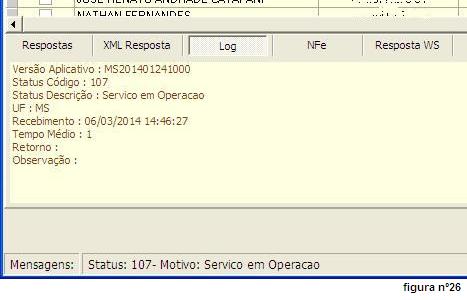 NATHAN FERNANDES
Respostas XML Resposta Log NFe Resposta WS
Versão Aplicativo : MS201401241000
Status Código : 107
Status Descrição : Servico em Operacao
UF : MS
Recebimento : 06/03/2014 14:46:27
Tempo Médio : 1
Retorno :
Observação :
Mensagens: Status: 107- Motivo: Servico em Operacao
figura nº26